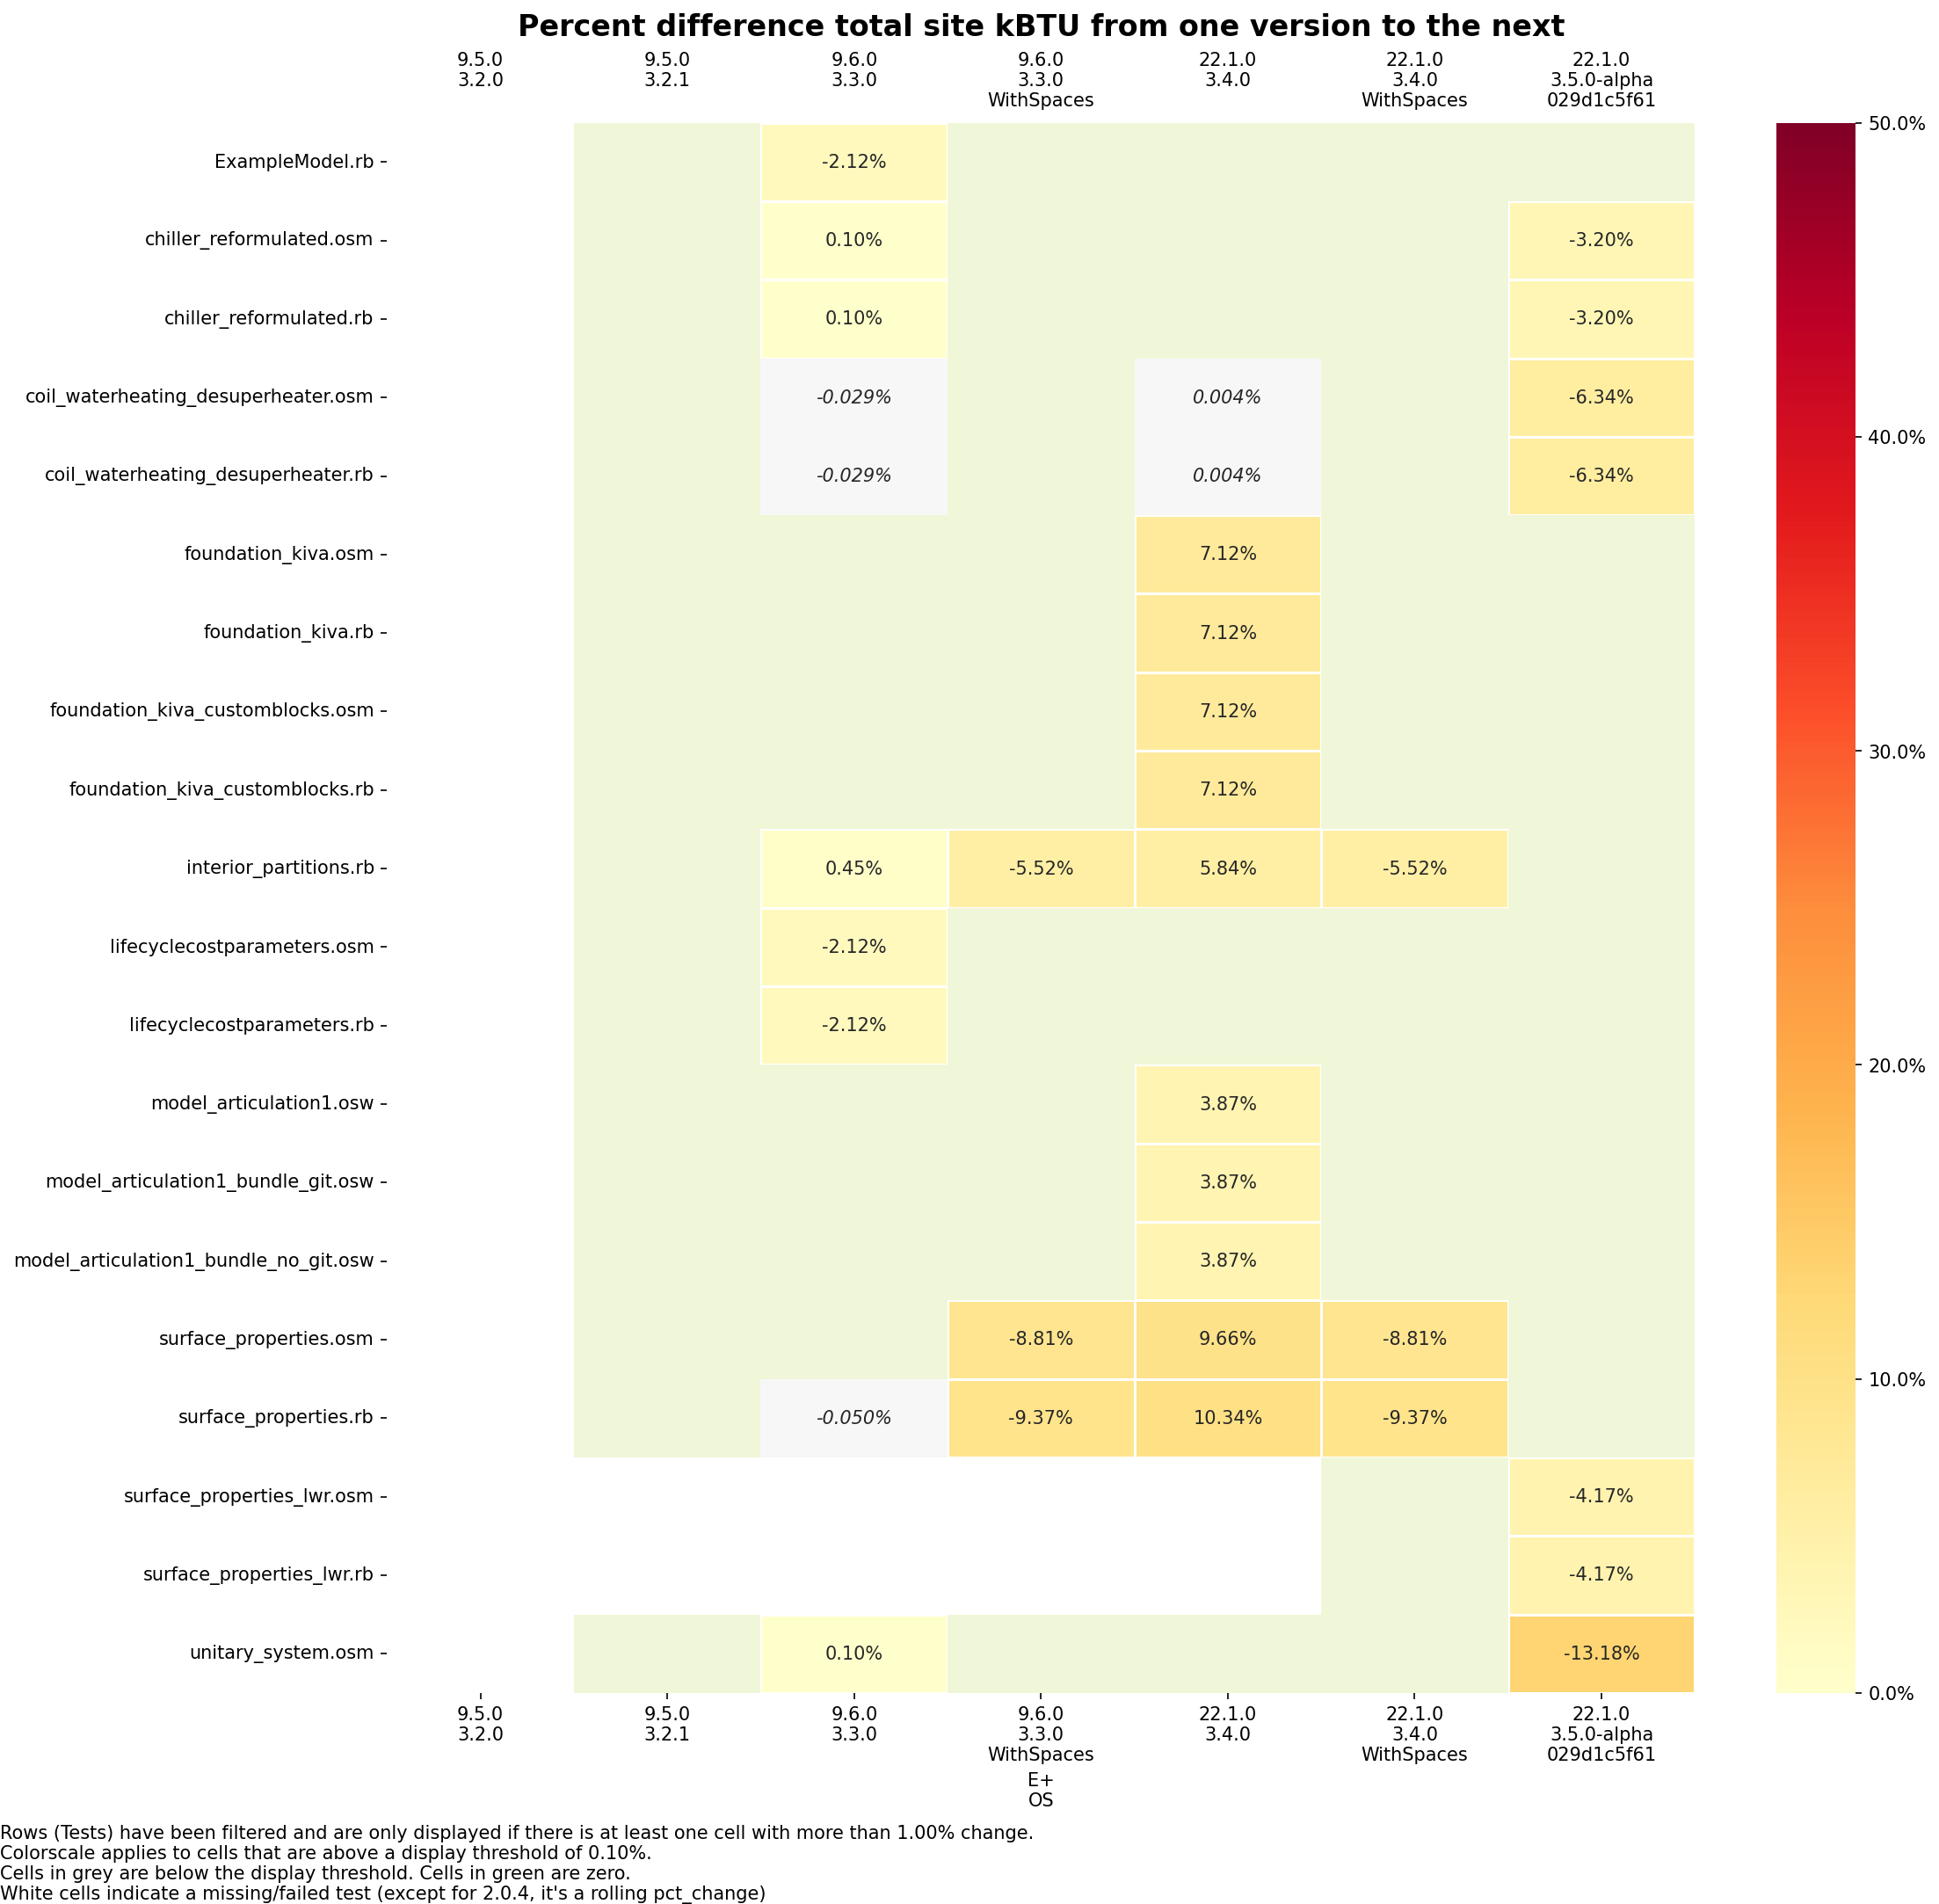 Percent difference total site kBTU from one version to the next
9.5.0 9.5.0 9.6.0 9.6.0 22.1.0 22.1.0 22.1.0
3.2.0 3.2.1 3.3.0 3.3.0 3.4.0 3.4.0 3.5.0-alpha
WithSpaces WithSpaces 029d1c5f61
50.0%
ExampleModel.rb -2.12%
chiller_reformulated.osm 0.10% -3.20%
chiller_reformulated.rb 0.10% -3.20%
coil_waterheating_desuperheater.osm -0.029% 0.004% -6.34%
40.0%
coil_waterheating_desuperheater.rb -0.029% 0.004% -6.34%
foundation_kiva.osm 7.12%
foundation_kiva.rb 7.12%
foundation_kiva_customblocks.osm 7.12%
30.0%
foundation_kiva_customblocks.rb 7.12%
interior_partitions.rb 0.45% -5.52% 5.84% -5.52%
lifecyclecostparameters.osm -2.12%
lifecyclecostparameters.rb -2.12%
20.0%
model_articulation1.osw 3.87%
model_articulation1_bundle_git.osw 3.87%
model_articulation1_bundle_no_git.osw 3.87%
surface_properties.osm -8.81% 9.66% -8.81%
10.0%
surface_properties.rb -0.050% -9.37% 10.34% -9.37%
surface_properties_lwr.osm -4.17%
surface_properties_lwr.rb -4.17%
unitary_system.osm 0.10% -13.18%
0.0%
9.5.0 9.5.0 9.6.0 9.6.0 22.1.0 22.1.0 22.1.0
3.2.0 3.2.1 3.3.0 3.3.0 3.4.0 3.4.0 3.5.0-alpha
WithSpaces WithSpaces 029d1c5f61
E+
OS
Rows (Tests) have been filtered and are only displayed if there is at least one cell with more than 1.00% change.
Colorscale applies to cells that are above a display threshold of 0.10%.
Cells in grey are below the display threshold. Cells in green are zero.
White cells indicate a missing/failed test (except for 2.0.4, it's a rolling pct_change)